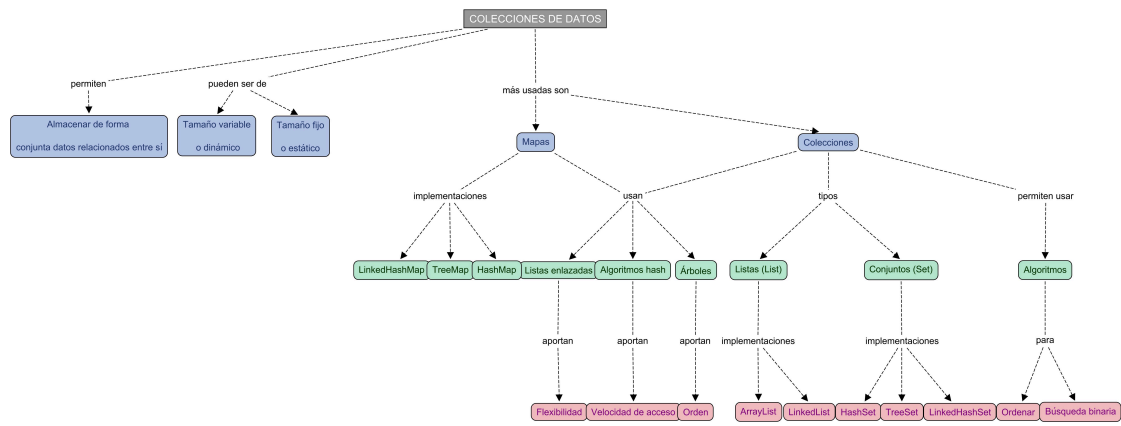 COLECCIONES DE DATOS
permiten
pueden ser de
más usadas son
Almacenar de forma
conjunta datos relacionados entre sí
Tamaño variable
o dinámico
Tamaño fijo
o estático
Mapas
Colecciones
implementaciones
usan
tipos
permiten usar
LinkedHashMap
TreeMap
HashMap
Listas enlazadas
Algoritmos hash
Árboles
Listas (List)
Conjuntos (Set)
Algoritmos
aportan
aportan
aportan
implementaciones
implementaciones
para
Flexibilidad
Velocidad de acceso
Orden
ArrayList
LinkedList
HashSet
TreeSet
LinkedHashSet
Ordenar
Búsqueda binaria